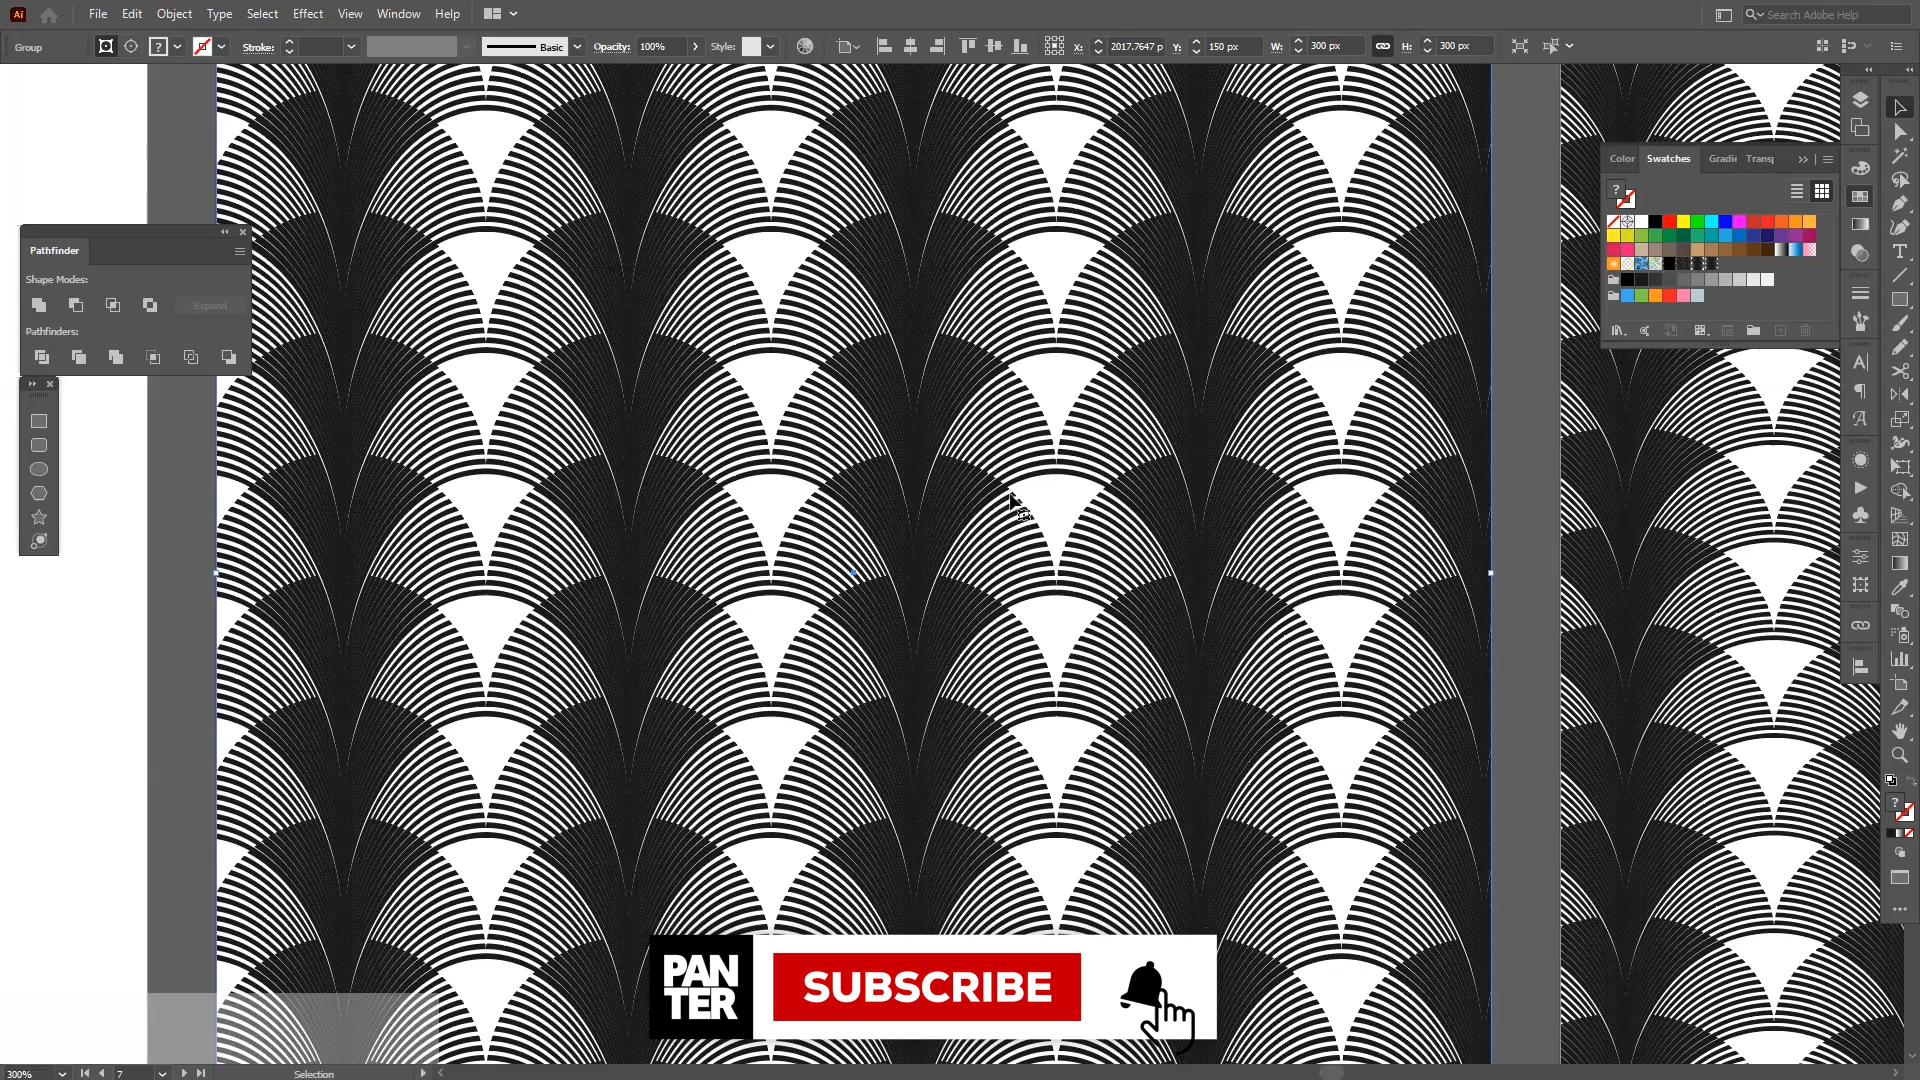 Ai File Edit Object Type Select Effect View Window Help Search Adobe Help
Group ? Stroke: Basic Opacity: 100% Style: X: 2017.7647 p Y: 150 px W: 300 px H: 300 px
Color Swatches Gradie Transp
?
Pathfinder
Shape Modes:
Expand
Pathfinders:
?
PAN
TER
SUBSCRIBE
300% 7 Selection